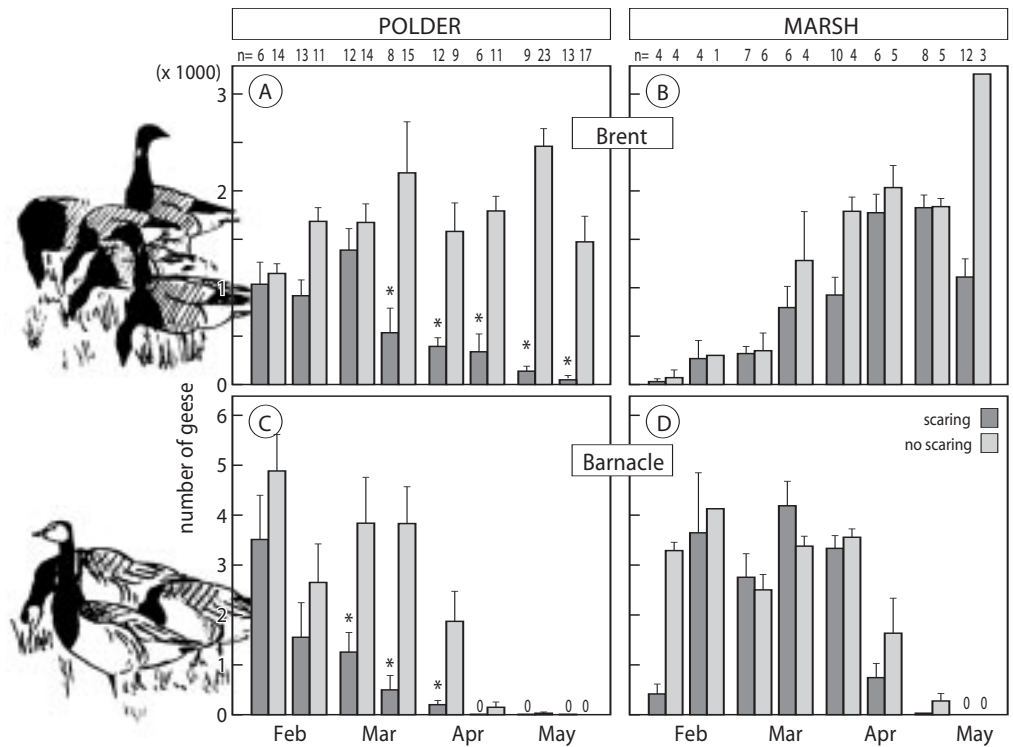 POLDER MARSH
n= 6 14 13 11 12 14 8 15 12 9 6 11 9 23 13 17 n= 4 4 4 1 7 6 6 4 10 4 6 5 8 5 12 3
(x 1000)
A B
3
Brent
2
*
* * * *
1
0
number of geese
C D
6
scaring
no scaring
Barnacle
5
4
3
2
* * *
1
0 0 0 0 0
0
Feb Mar Apr May Feb Mar Apr May